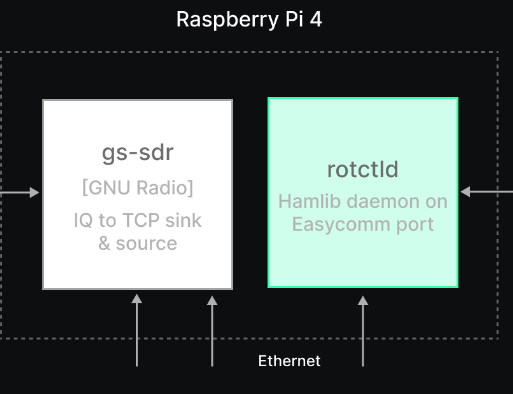 Raspberry Pi 4
gs-sdr
[GNU Radio]
IQ to TCP sink
& source
rotctld
Hamlib daemon on
Easycomm port
Ethernet